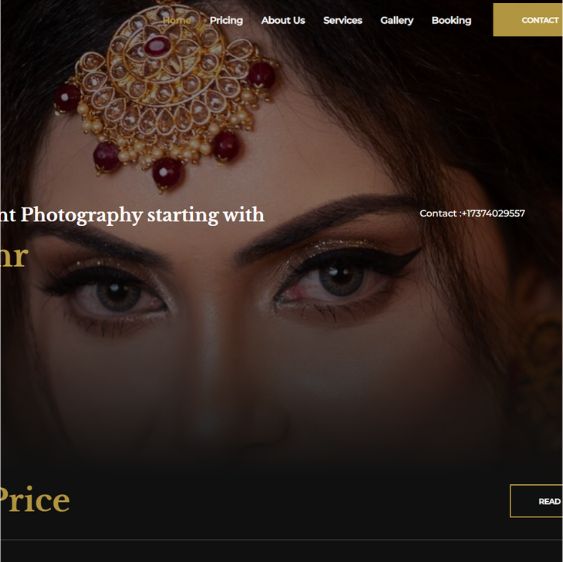 Home Pricing About Us Services Gallery Booking CONTACT
nt Photography starting with
Contact :+17374029557
hr
Price
READ